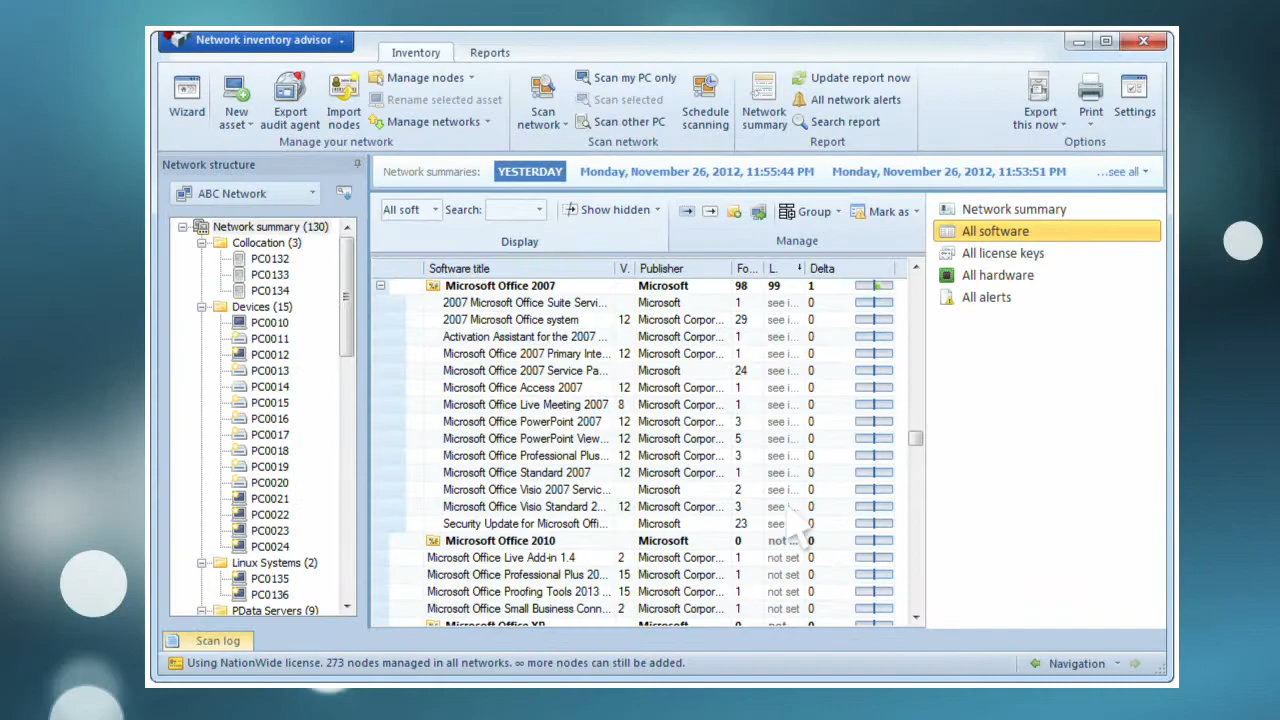 Network inventory advisor
Inventory
Reports
Wizard
New asset
Export audit agent
Import nodes
Manage nodes
Rename selected asset
Manage networks
Manage your network
Scan network
Scan my PC only
Scan selected
Scan other PC
Schedule scanning
Scan network
Network summary
Update report now
All network alerts
Search report
Report
Export this now
Print
Settings
Options
Network structure
ABC Network
Network summary (130)
Collocation (3)
PC0132
PC0133
PC0134
Devices (15)
PC0010
PC0011
PC0012
PC0013
PC0014
PC0015
PC0016
PC0017
PC0018
PC0019
PC0020
PC0021
PC0022
PC0023
PC0024
Linux Systems (2)
PC0135
PC0136
PData Servers (9)
Network summaries: YESTERDAY Monday, November 26, 2012, 11:55:44 PM Monday, November 26, 2012, 11:53:51 PM ...see all
All soft Search: Show hidden Group Mark as
Display Manage
Software title V. Publisher Fo... L. Delta
Microsoft Office 2007 Microsoft 98 99 1
2007 Microsoft Office Suite Servi... Microsoft 1 see i... 0
2007 Microsoft Office system 12 Microsoft Corpor... 29 see i... 0
Activation Assistant for the 2007 ... Microsoft Corpor... 1 see i... 0
Microsoft Office 2007 Primary Inte... 12 Microsoft Corpor... 1 see i... 0
Microsoft Office 2007 Service Pa... Microsoft 24 see i... 0
Microsoft Office Access 2007 12 Microsoft Corpor... 1 see i... 0
Microsoft Office Live Meeting 2007 8 Microsoft Corpor... 1 see i... 0
Microsoft Office PowerPoint 2007 12 Microsoft Corpor... 3 see i... 0
Microsoft Office PowerPoint View... 12 Microsoft Corpor... 5 see i... 0
Microsoft Office Professional Plus... 12 Microsoft Corpor... 3 see i... 0
Microsoft Office Standard 2007 12 Microsoft Corpor... 1 see i... 0
Microsoft Office Visio 2007 Servic... Microsoft 2 see i... 0
Microsoft Office Visio Standard 2... 12 Microsoft Corpor... 3 see i... 0
Security Update for Microsoft Offi... Microsoft 23 see 0
Microsoft Office 2010 Microsoft 0 not ... 0
Microsoft Office Live Add-in 1.4 2 Microsoft Corpor... 1 not set 0
Microsoft Office Professional Plus 20... 15 Microsoft Corpor... 1 not set 0
Microsoft Office Proofing Tools 2013 ... 15 Microsoft Corpor... 1 not set 0
Microsoft Office Small Business Conn... 2 Microsoft Corpor... 1 not set 0
Microsoft Office XP Microsoft 0 not 0
Network summary
All software
All license keys
All hardware
All alerts
Scan log
Using NationWide license. 273 nodes managed in all networks. ∞ more nodes can still be added.
Navigation